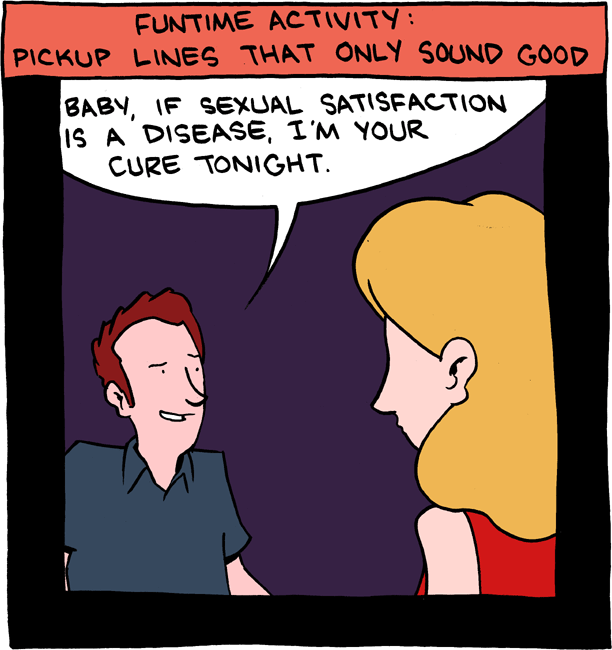 FUNTIME ACTIVITY:
PICKUP LINES THAT ONLY SOUND GOOD
BABY, IF SEXUAL SATISFACTION
IS A DISEASE, I'M YOUR
CURE TONIGHT.